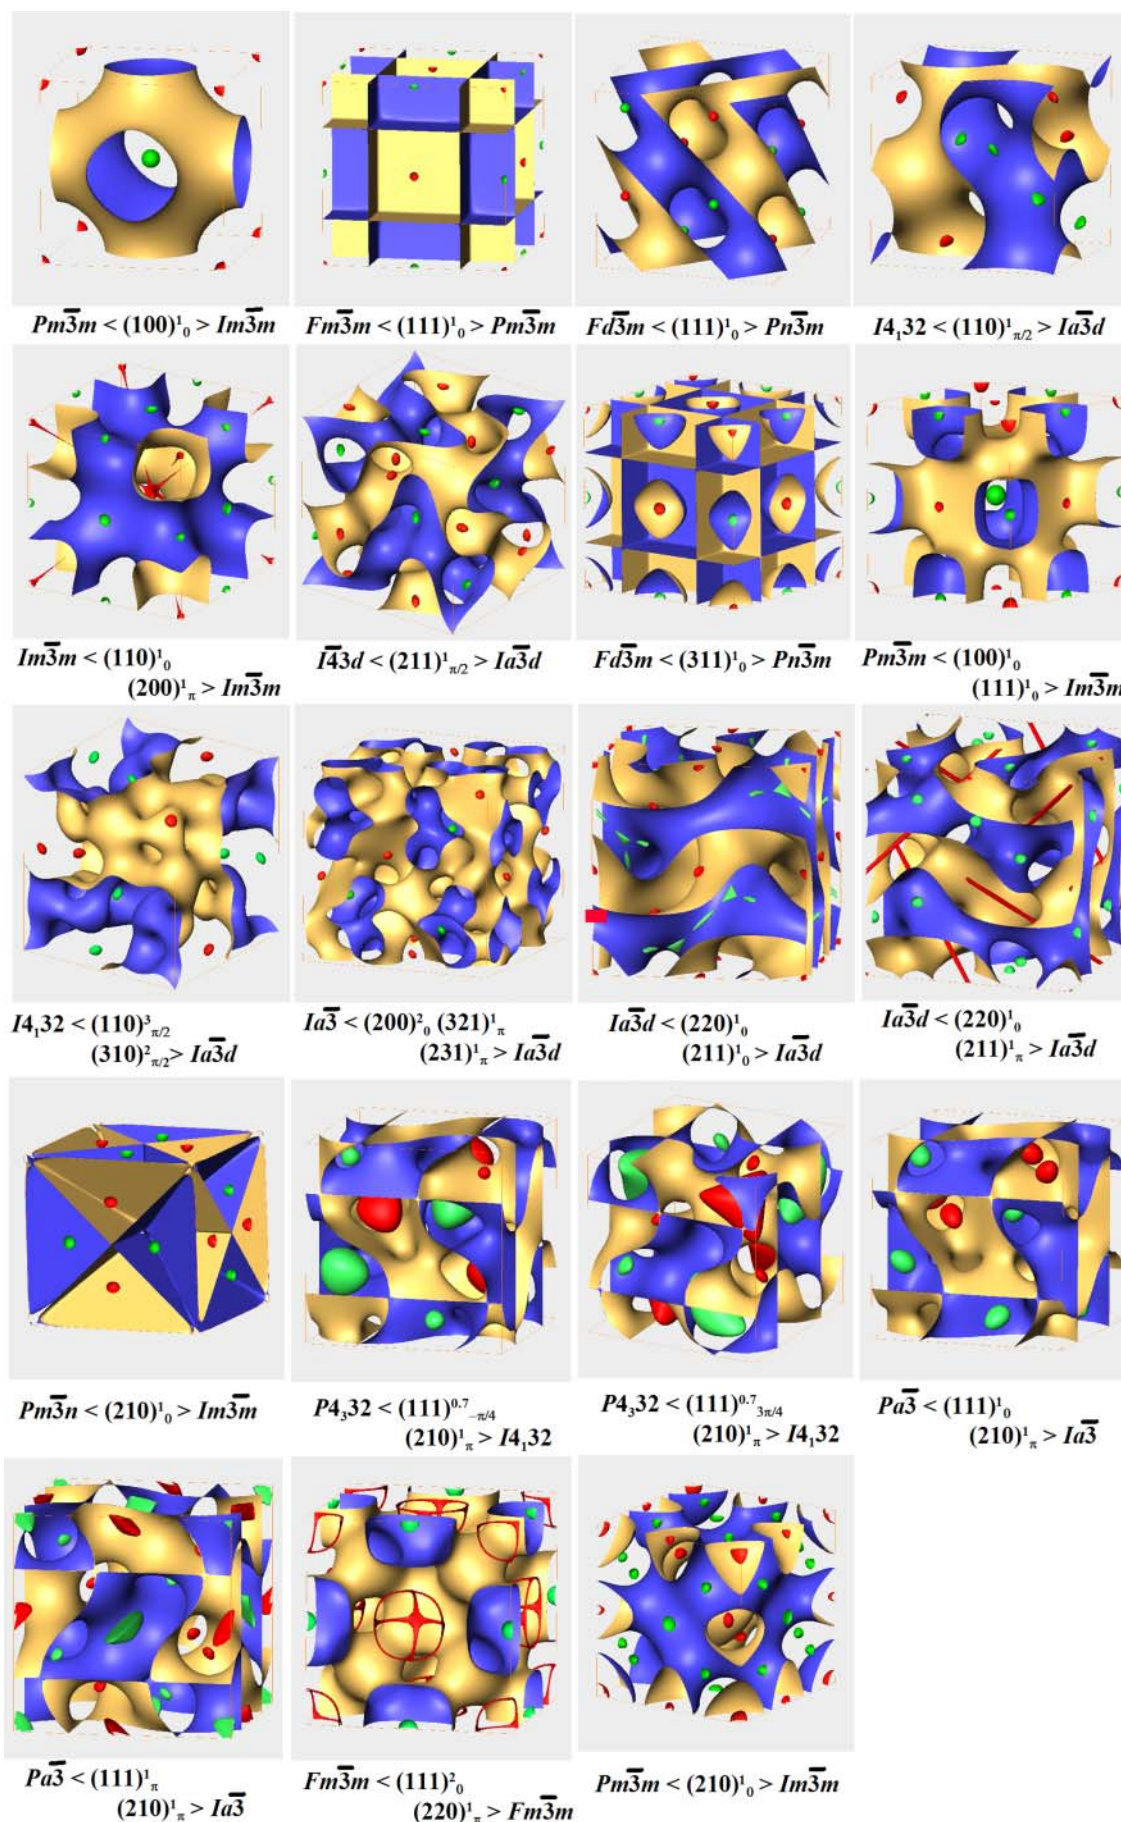 Pm3̅m < (100)¹₀ > Im3̅m
Fm3̅m < (111)¹₀ > Pm3̅m
Fd3̅m < (111)¹₀ > Pn3̅m
I4₁32 < (110)¹π/2 > Ia3̅d
Im3̅m < (110)¹₀
(200)¹π > Im3̅m
I4̅3d < (211)¹π/2 > Ia3̅d
Fd3̅m < (311)¹₀ > Pn3̅m
Pm3̅m < (100)¹₀
(111)¹₀ > Im3̅m
I4₁32 < (110)³π/2
(310)²π/2 > Ia3̅d
Ia3̅ < (200)²₀ (321)¹π
(231)¹π > Ia3̅d
Ia3̅d < (220)¹₀
(211)¹₀ > Ia3̅d
Ia3̅d < (220)¹₀
(211)¹π > Ia3̅d
Pm3̅n < (210)¹₀ > Im3̅m
P4₃32 < (111)⁰·⁷−π/4
(210)¹π > I4₁32
P4₃32 < (111)⁰·⁷3π/4
(210)¹π > I4₁32
Pa3̅ < (111)¹₀
(210)¹π > Ia3̅
Pa3̅ < (111)¹π
(210)¹π > Ia3̅
Fm3̅m < (111)²₀
(220)¹π > Fm3̅m
Pm3̅m < (210)¹₀ > Im3̅m